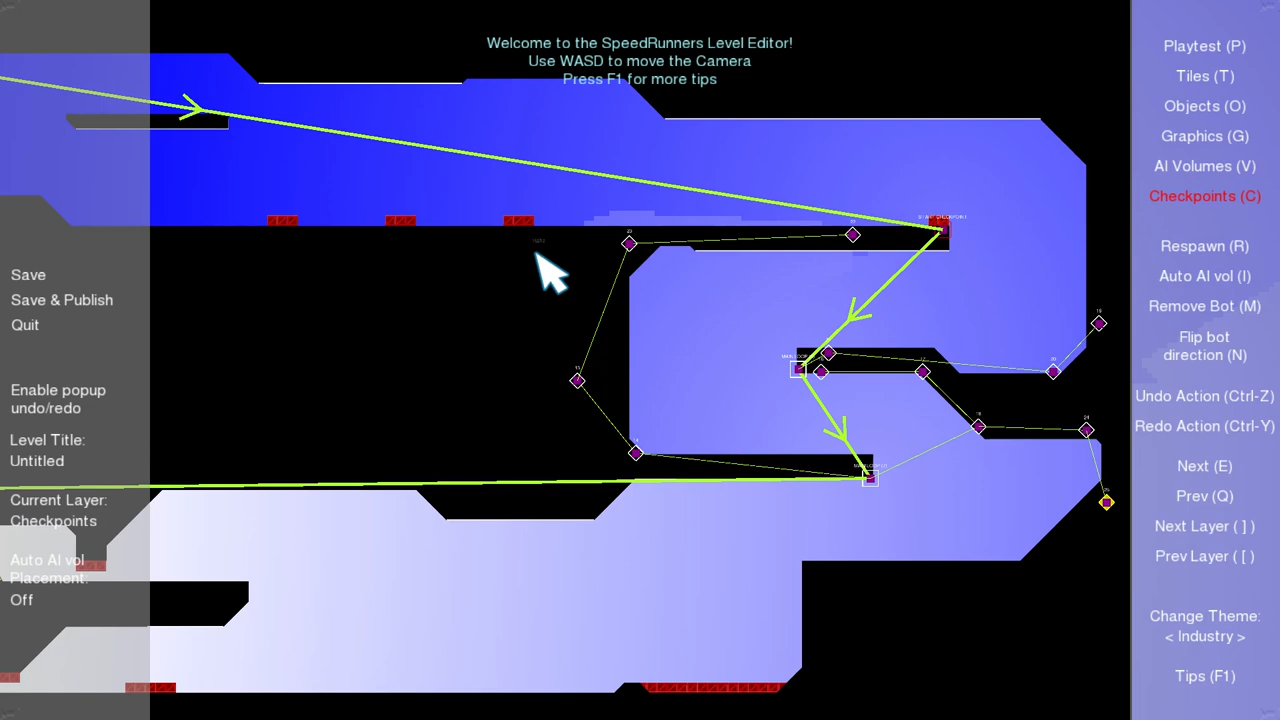 Welcome to the SpeedRunners Level Editor!
Use WASD to move the Camera
Press F1 for more tips
Save
Save & Publish
Quit
Enable popup
undo/redo
Level Title:
Untitled
Current Layer:
Checkpoints
Auto AI vol
Placement:
Off
START CHECKPOINT
Playtest (P)
Tiles (T)
Objects (O)
Graphics (G)
AI Volumes (V)
Checkpoints (C)
Respawn (R)
Auto AI vol (I)
Remove Bot (M)
Flip bot
direction (N)
Undo Action (Ctrl-Z)
Redo Action (Ctrl-Y)
Next (E)
Prev (Q)
Next Layer ( ] )
Prev Layer ( [ )
Change Theme:
< Industry >
Tips (F1)